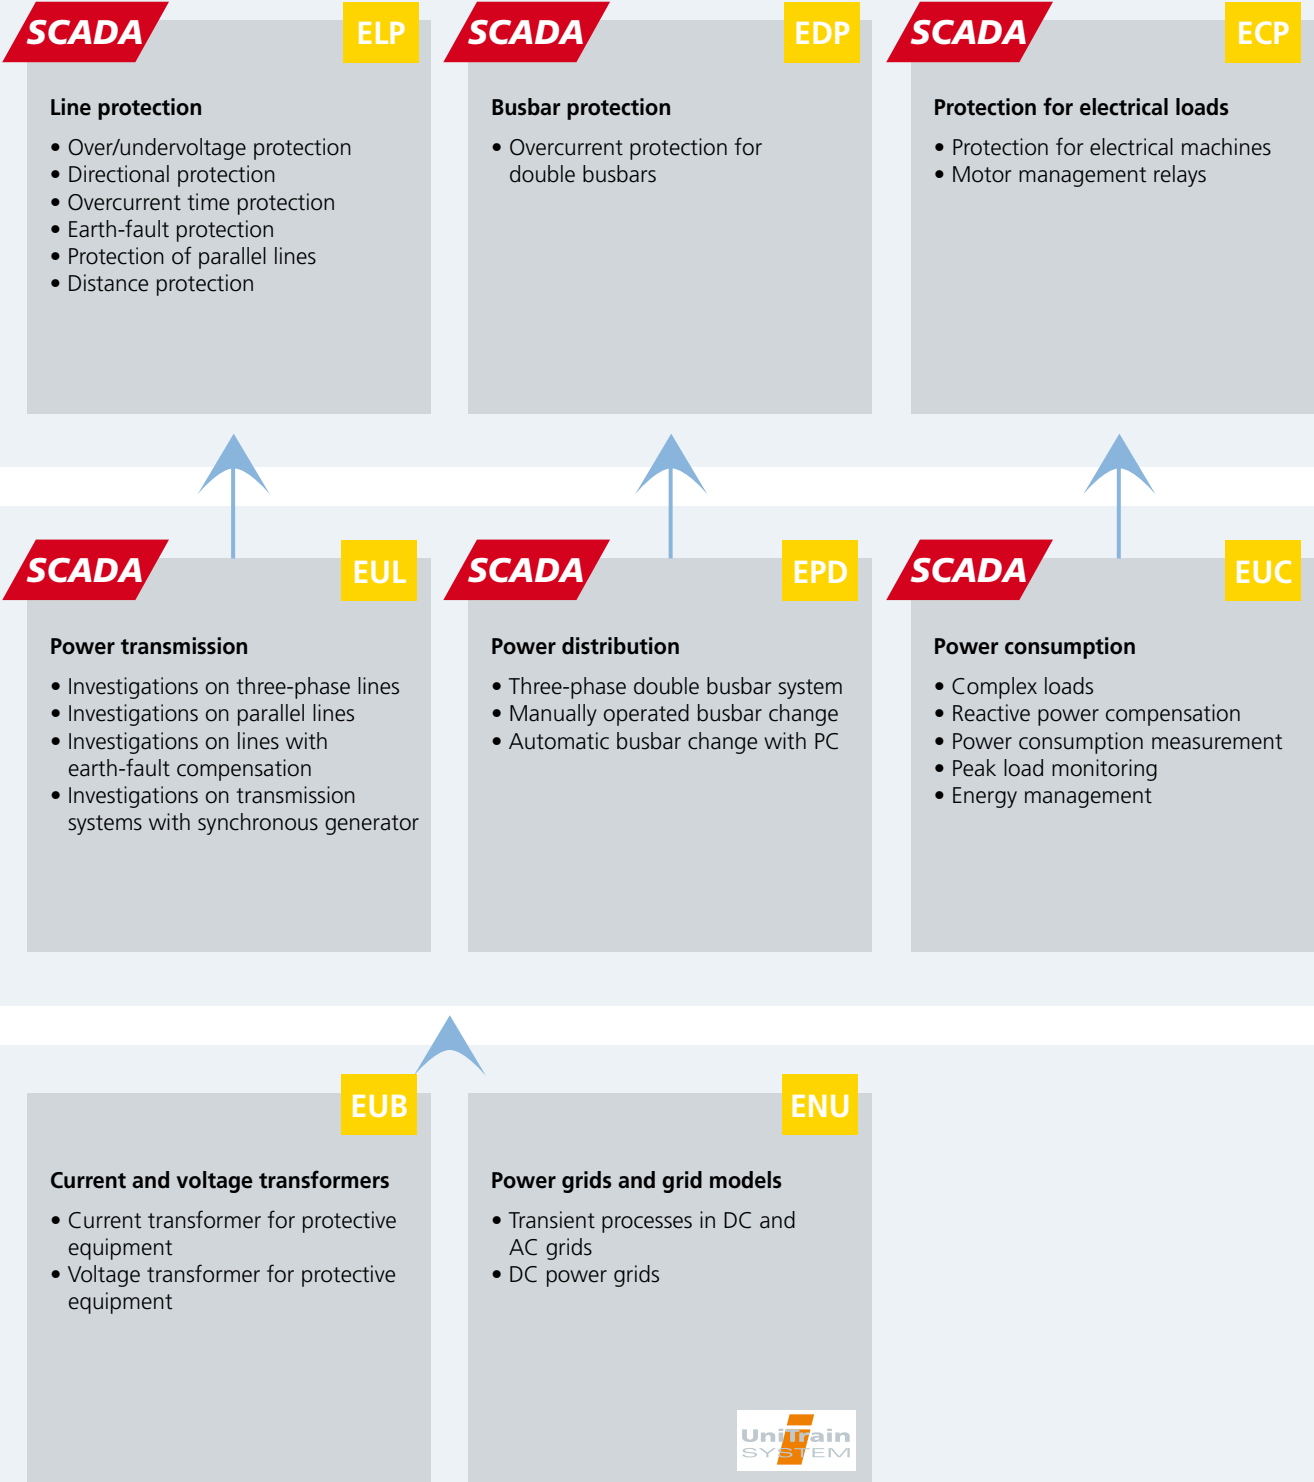 SCADA
ELP
Line protection
• Over/undervoltage protection
• Directional protection
• Overcurrent time protection
• Earth-fault protection
• Protection of parallel lines
• Distance protection
SCADA
EDP
Busbar protection
• Overcurrent protection for
double busbars
SCADA
ECP
Protection for electrical loads
• Protection for electrical machines
• Motor management relays
SCADA
EUL
Power transmission
• Investigations on three-phase lines
• Investigations on parallel lines
• Investigations on lines with
earth-fault compensation
• Investigations on transmission
systems with synchronous generator
SCADA
EPD
Power distribution
• Three-phase double busbar system
• Manually operated busbar change
• Automatic busbar change with PC
SCADA
EUC
Power consumption
• Complex loads
• Reactive power compensation
• Power consumption measurement
• Peak load monitoring
• Energy management
EUB
Current and voltage transformers
• Current transformer for protective
equipment
• Voltage transformer for protective
equipment
ENU
Power grids and grid models
• Transient processes in DC and
AC grids
• DC power grids
UniTrain
SYSTEM